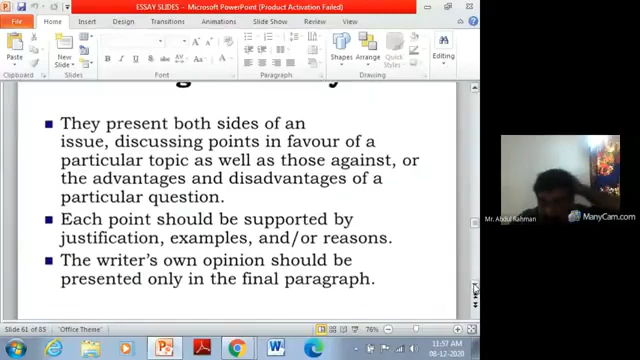 ESSAY SLIDES - Microsoft PowerPoint (Product Activation Failed)
File Home Insert Design Transitions Animations Slide Show Review View
Paste
New Slide
Shapes Arrange Quick Styles
Editing
Clipboard Slides Font Paragraph Drawing
They present both sides of an
issue, discussing points in favour of a
particular topic as well as those against, or
the advantages and disadvantages of a
particular question.
Each point should be supported by
justification, examples, and/or reasons.
The writer's own opinion should be
presented only in the final paragraph.
Mr. Abdul Rahman
ManyCam.com
Slide 61 of 85 "Office Theme" 76%
11:57 AM
08-12-2020